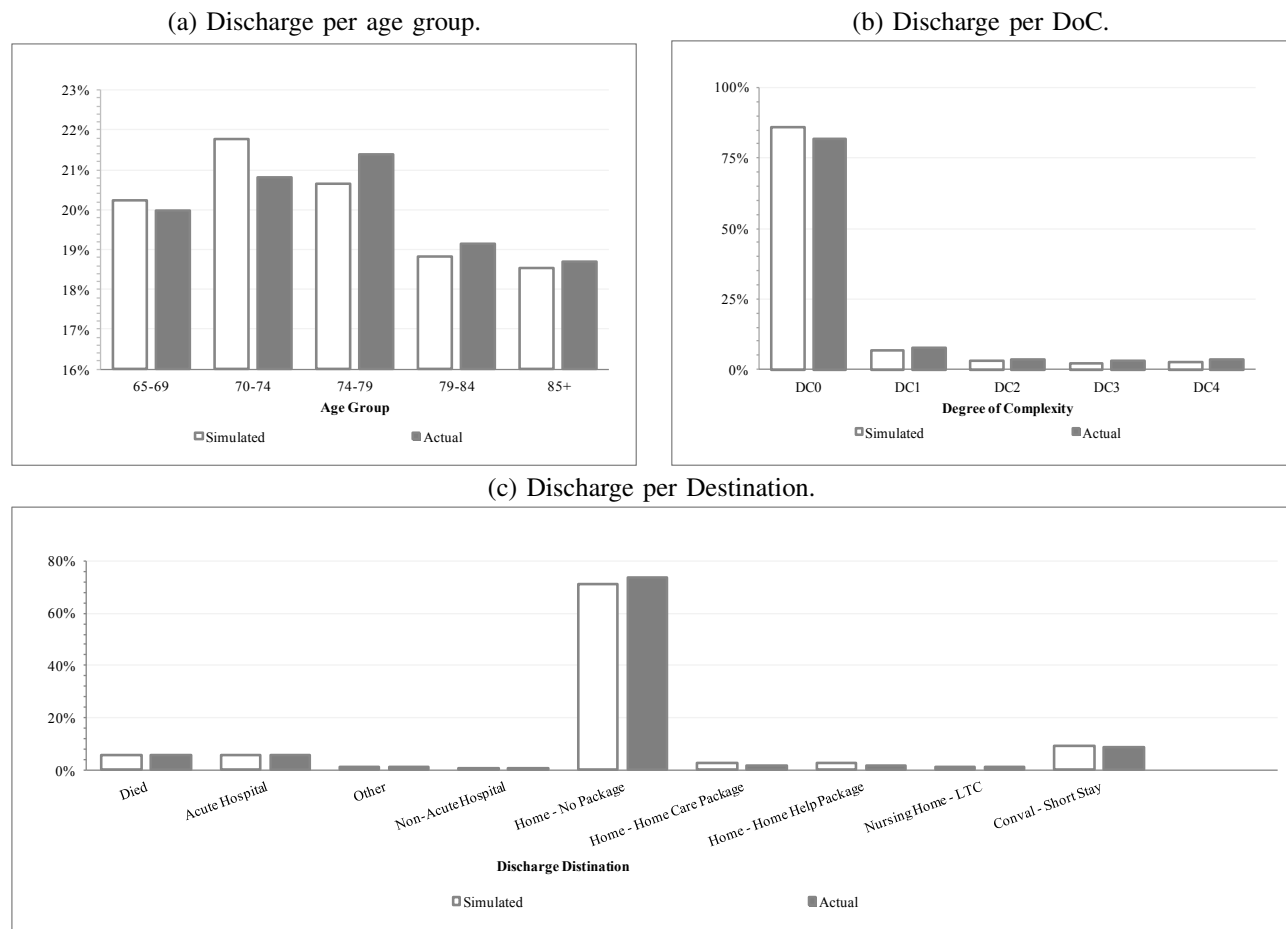 (a) Discharge per age group.
23%
22%
21%
20%
19%
18%
17%
16%
65-69
70-74
74-79
79-84
85+
Age Group
Simulated
Actual
(b) Discharge per DoC.
100%
75%
50%
25%
0%
DC0
DC1
DC2
DC3
DC4
Degree of Complexity
Simulated
Actual
(c) Discharge per Destination.
80%
60%
40%
20%
0%
Died
Acute Hospital
Other
Non-Acute Hospital
Home - No Package
Home - Home Care Package
Home - Home Help Package
Nursing Home - LTC
Conval - Short Stay
Discharge Distination
Simulated
Actual